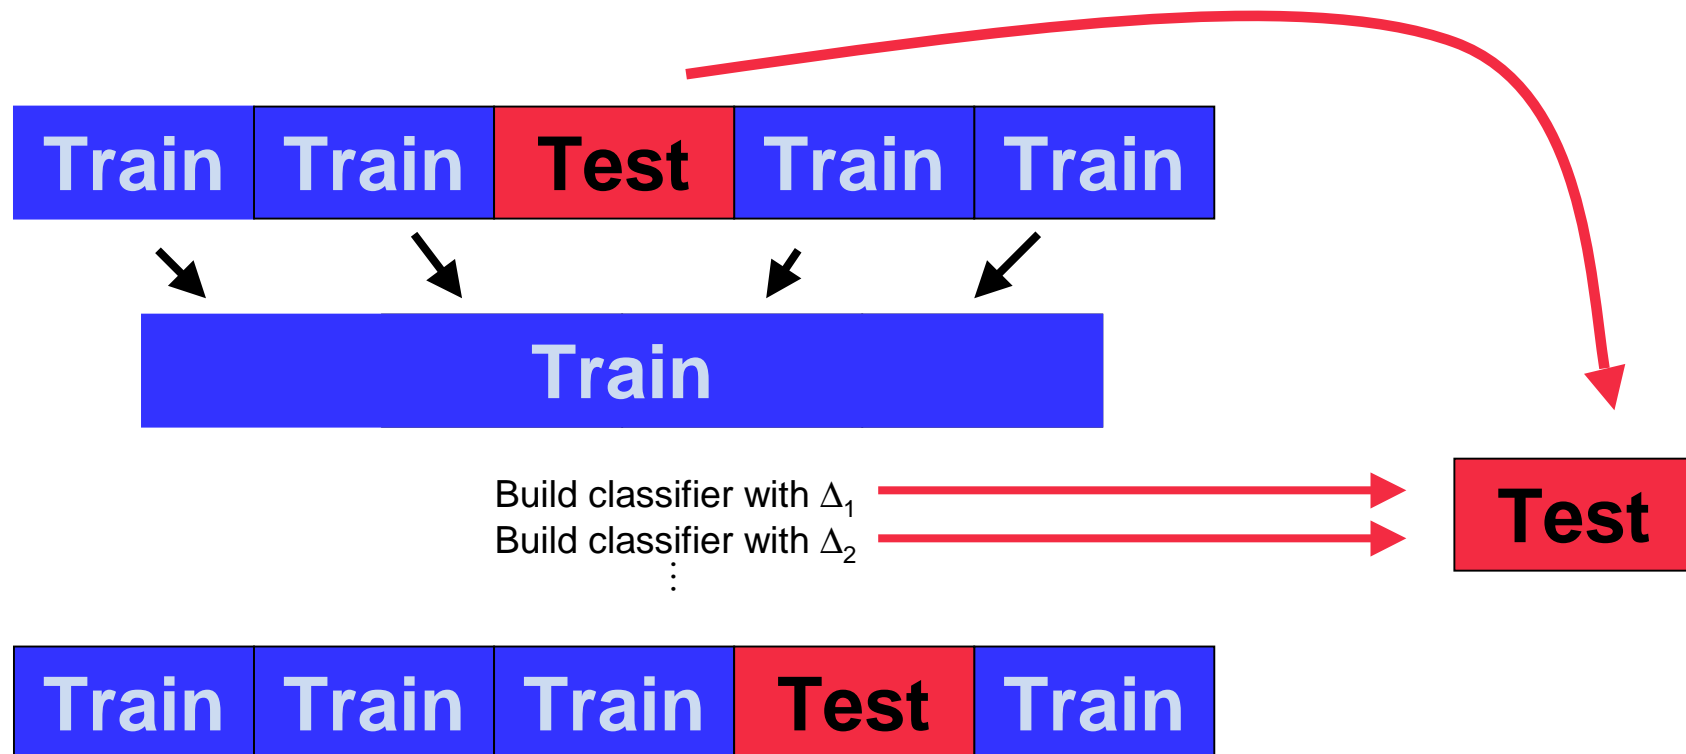 Train Train Test Train Train
Train
Build classifier with Δ1
Build classifier with Δ2
⋮
Test
Train Train Train Test Train